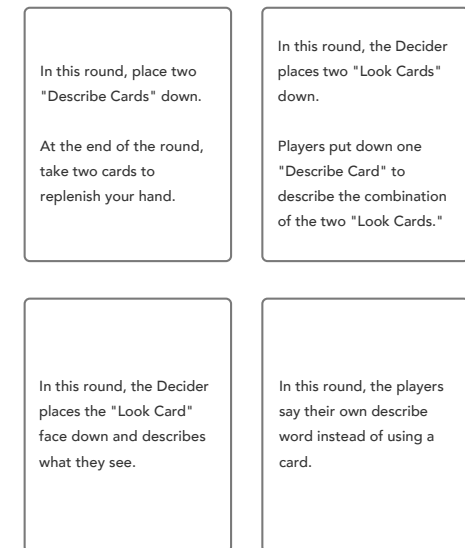 In this round, place two
"Describe Cards" down.
At the end of the round,
take two cards to
replenish your hand.
In this round, the Decider
places two "Look Cards"
down.
Players put down one
"Describe Card" to
describe the combination
of the two "Look Cards."
In this round, the Decider
places the "Look Card"
face down and describes
what they see.
In this round, the players
say their own describe
word instead of using a
card.